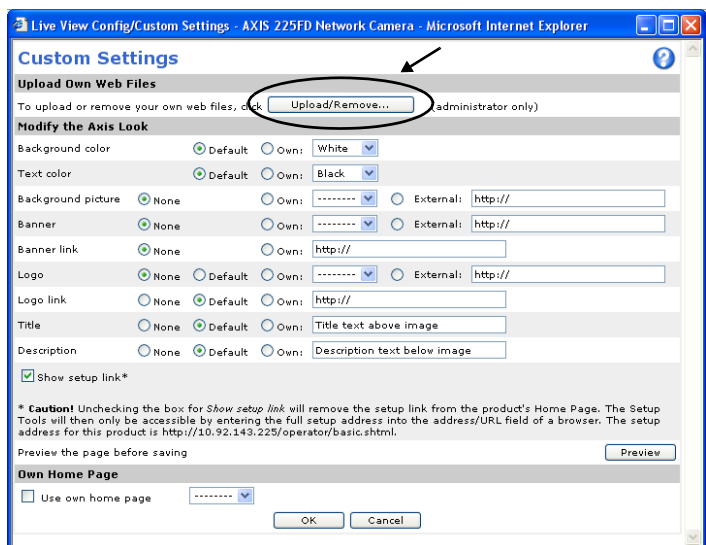 Live View Config/Custom Settings - AXIS 225FD Network Camera - Microsoft Internet Explorer
Custom Settings ?
Upload Own Web Files
To upload or remove your own web files, click Upload/Remove... (administrator only)
Modify the Axis Look
Background color Default Own: White
Text color Default Own: Black
Background picture None Own: -------- External: http://
Banner None Own: -------- External: http://
Banner link None Own: http://
Logo None Default Own: -------- External: http://
Logo link None Default Own: http://
Title None Default Own: Title text above image
Description None Default Own: Description text below image
Show setup link*
* Caution! Unchecking the box for Show setup link will remove the setup link from the product's Home Page. The Setup
Tools will then only be accessible by entering the full setup address into the address/URL field of a browser. The setup
address for this product is http://10.92.143.225/operator/basic.shtml.
Preview the page before saving Preview
Own Home Page
Use own home page --------
OK Cancel